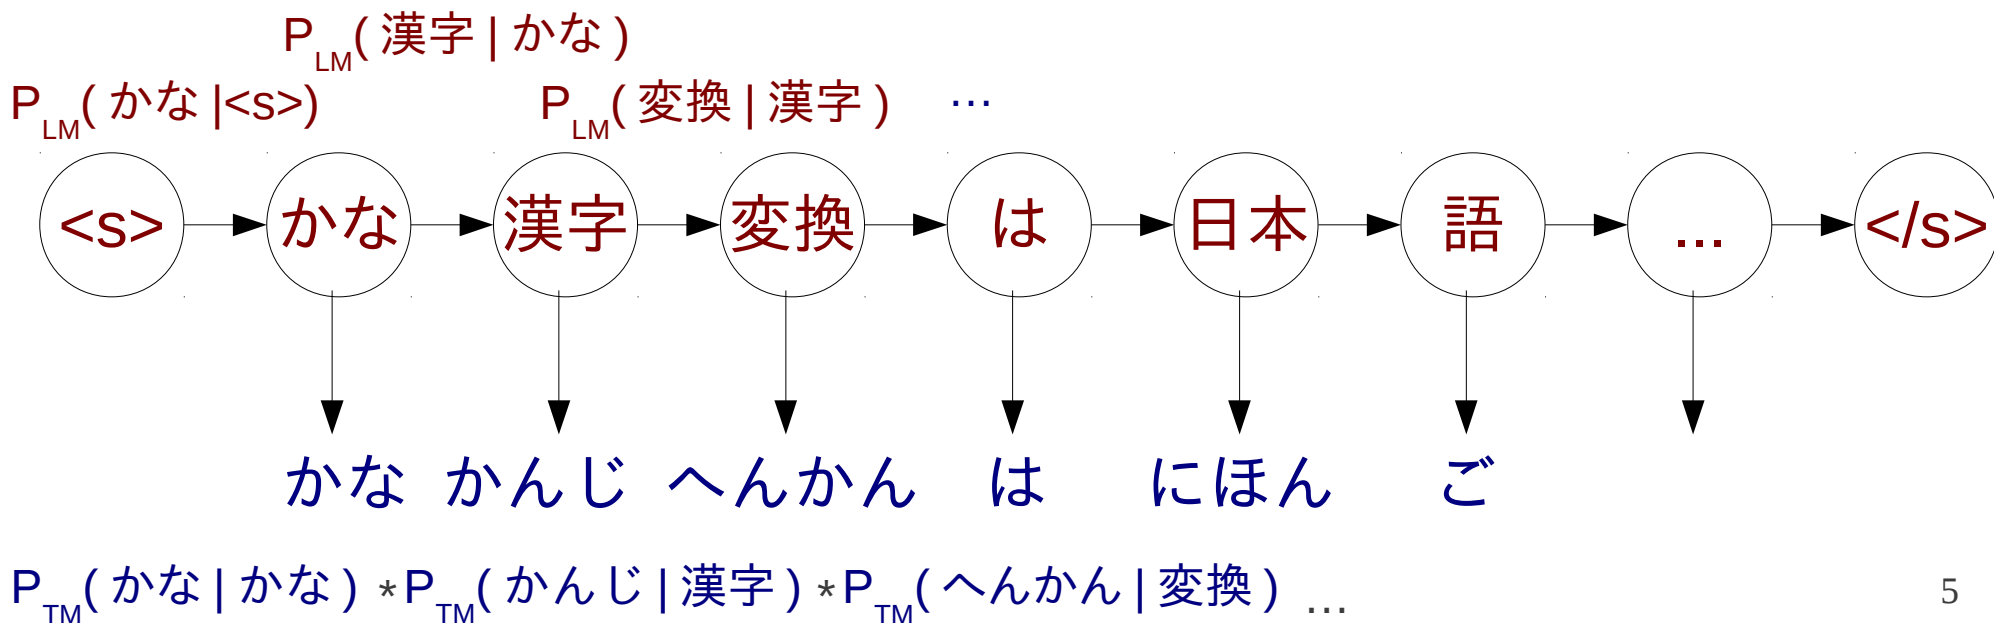 P_LM( 漢字 | かな )
P_LM( かな |<s>) P_LM( 変換 | 漢字 ) …
<s> かな 漢字 変換 は 日本 語 ... </s>
かな かんじ へんかん は にほん ご
P_TM( かな | かな ) * P_TM( かんじ | 漢字 ) * P_TM( へんかん | 変換 ) …
5